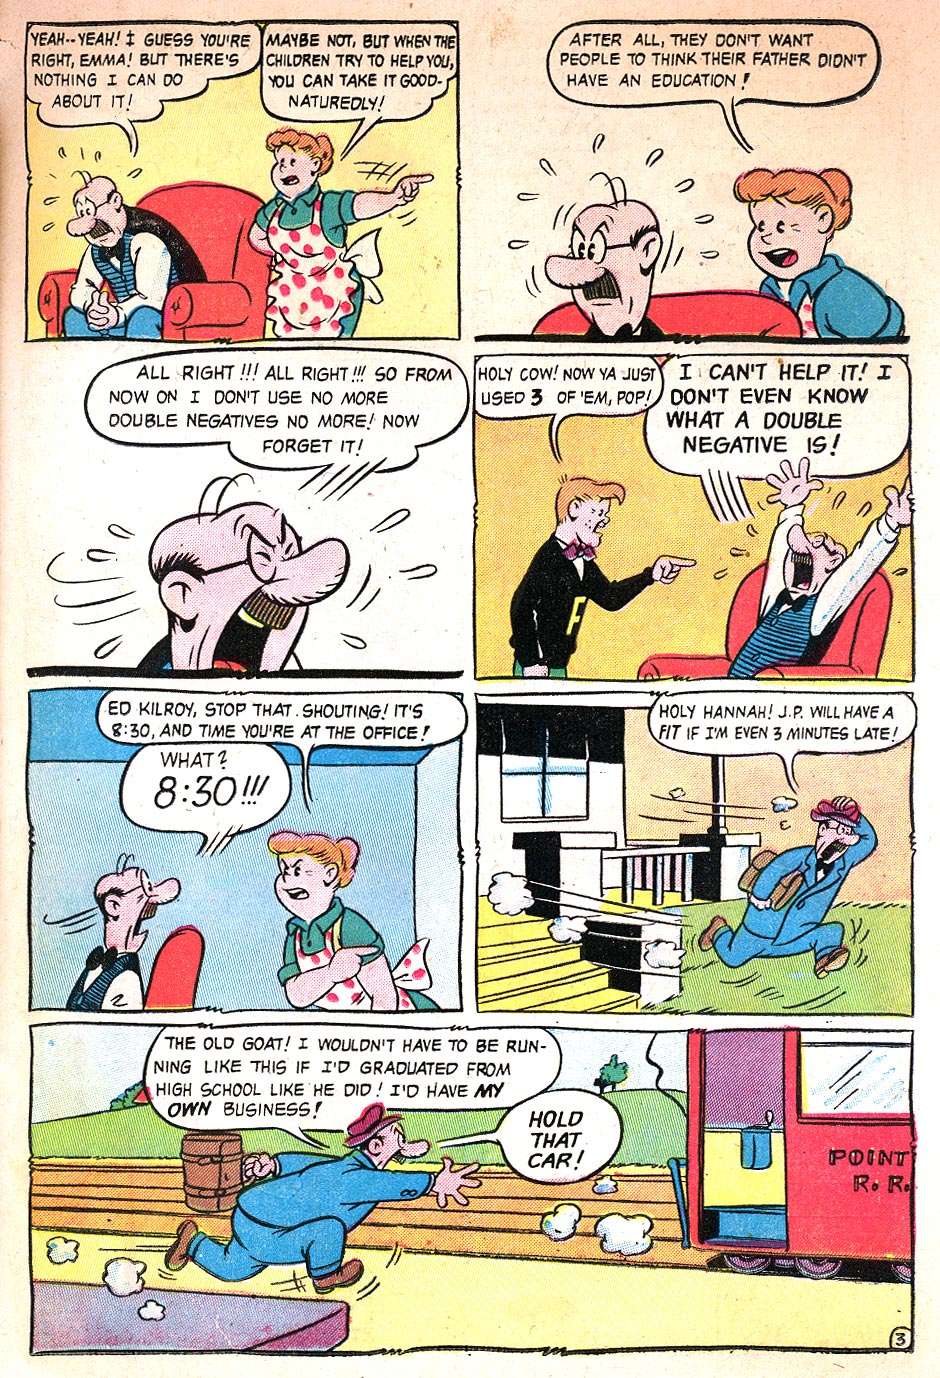 YEAH--YEAH! I GUESS YOU'RE
RIGHT, EMMA! BUT THERE'S
NOTHING I CAN DO
ABOUT IT!
MAYBE NOT, BUT WHEN THE
CHILDREN TRY TO HELP YOU,
YOU CAN TAKE IT GOOD-
NATUREDLY!
AFTER ALL, THEY DON'T WANT
PEOPLE TO THINK THEIR FATHER DIDN'T
HAVE AN EDUCATION!
ALL RIGHT!!! ALL RIGHT!!! SO FROM
NOW ON I DON'T USE NO MORE
DOUBLE NEGATIVES NO MORE! NOW
FORGET IT!
HOLY COW! NOW YA JUST
USED 3 OF 'EM, POP!
I CAN'T HELP IT! I
DON'T EVEN KNOW
WHAT A DOUBLE
NEGATIVE IS!
F
ED KILROY, STOP THAT SHOUTING! IT'S
8:30, AND TIME YOU'RE AT THE OFFICE!
WHAT?
8:30!!!
HOLY HANNAH! J.P. WILL HAVE A
FIT IF I'M EVEN 3 MINUTES LATE!
THE OLD GOAT! I WOULDN'T HAVE TO BE RUN-
NING LIKE THIS IF I'D GRADUATED FROM
HIGH SCHOOL LIKE HE DID! I'D HAVE MY
OWN BUSINESS!
HOLD
THAT
CAR!
POINT
R.R.
3